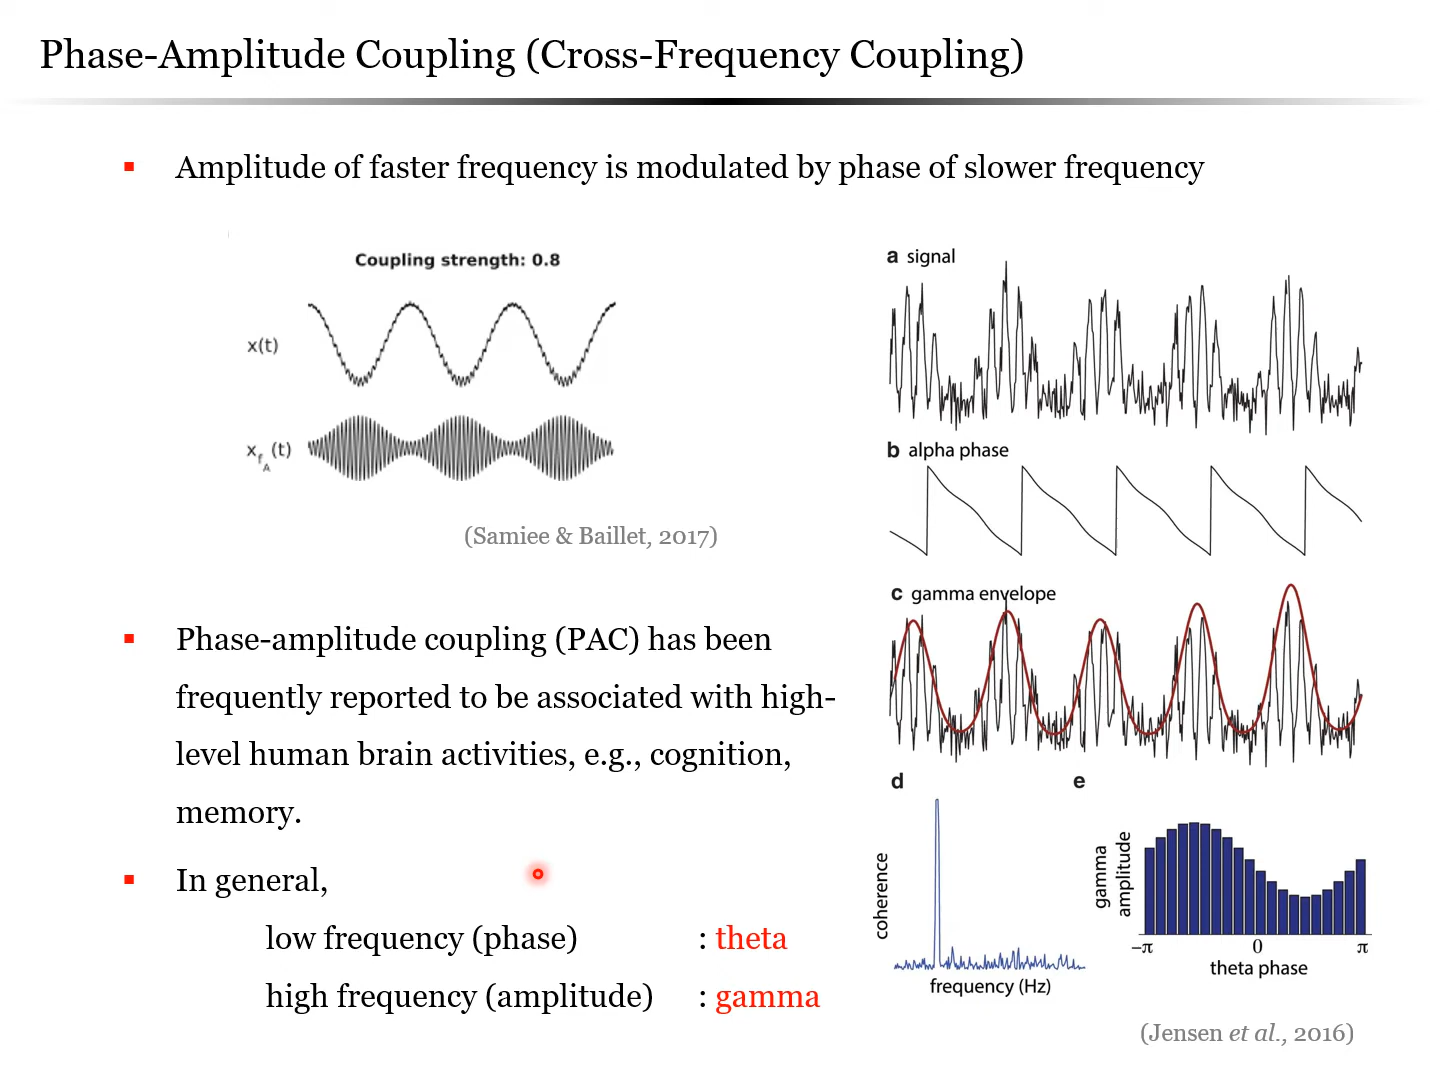 Phase-Amplitude Coupling (Cross-Frequency Coupling)
Amplitude of faster frequency is modulated by phase of slower frequency
Coupling strength: 0.8
x(t)
x_{f_A}(t)
(Samiee & Baillet, 2017)
Phase-amplitude coupling (PAC) has been
frequently reported to be associated with high-
level human brain activities, e.g., cognition,
memory.
In general,
low frequency (phase) : theta
high frequency (amplitude) : gamma
a signal
b alpha phase
c gamma envelope
d
coherence
frequency (Hz)
e
gamma
amplitude
−π 0 π
theta phase
(Jensen et al., 2016)